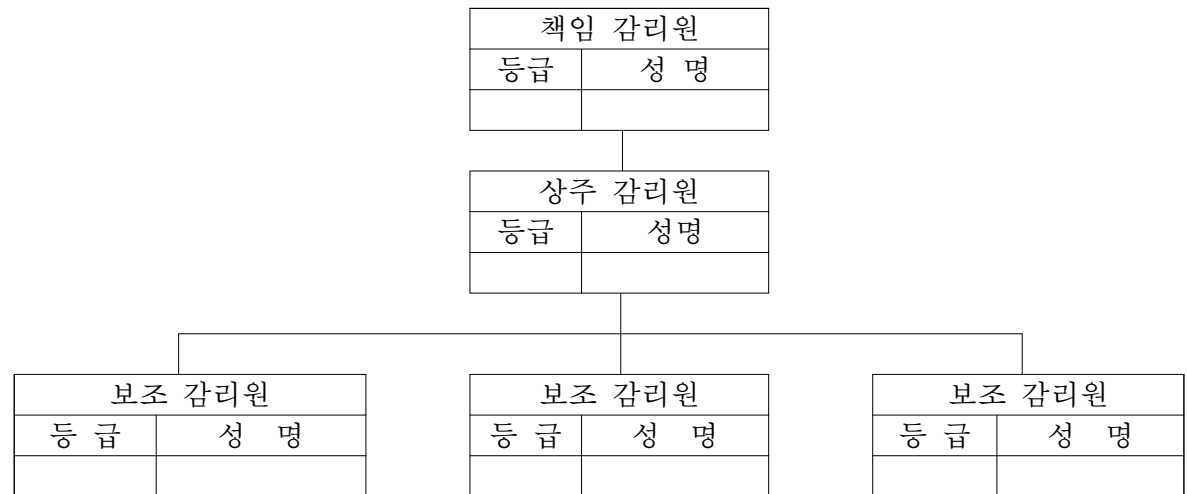 책임 감리원
등급 성 명
상주 감리원
등급 성명
보조 감리원 보조 감리원 보조 감리원
등 급 성 명 등 급 성 명 등 급 성 명